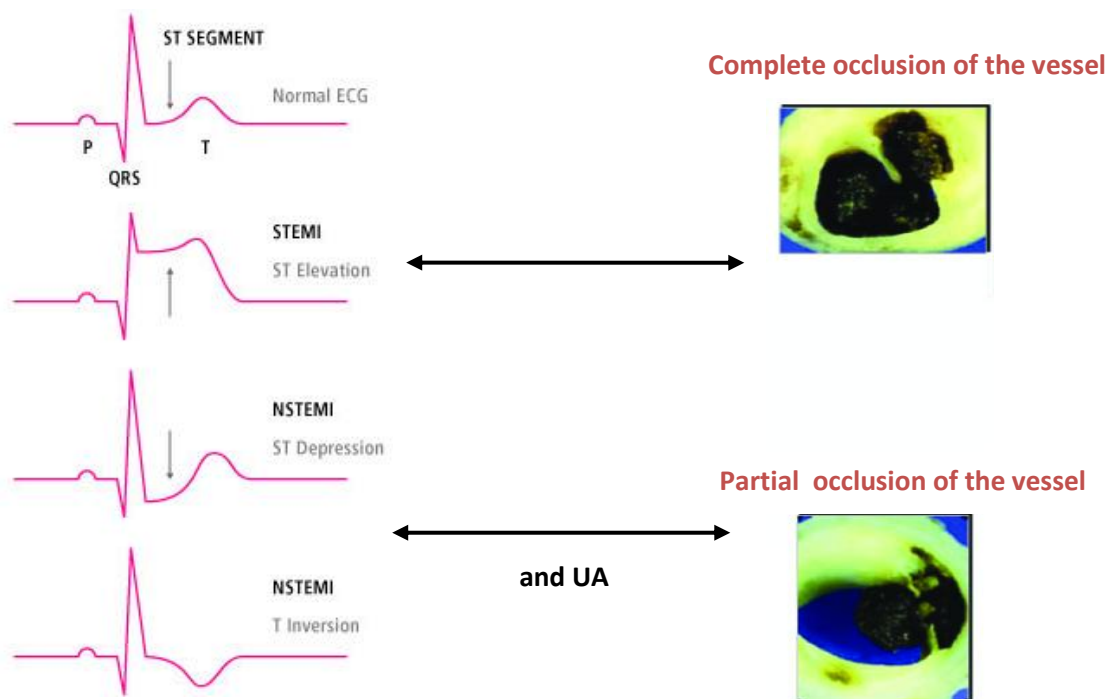 ST SEGMENT
Normal ECG
P
T
QRS
Complete occlusion of the vessel
STEMI
ST Elevation
NSTEMI
ST Depression
Partial  occlusion of the vessel
and UA
NSTEMI
T Inversion